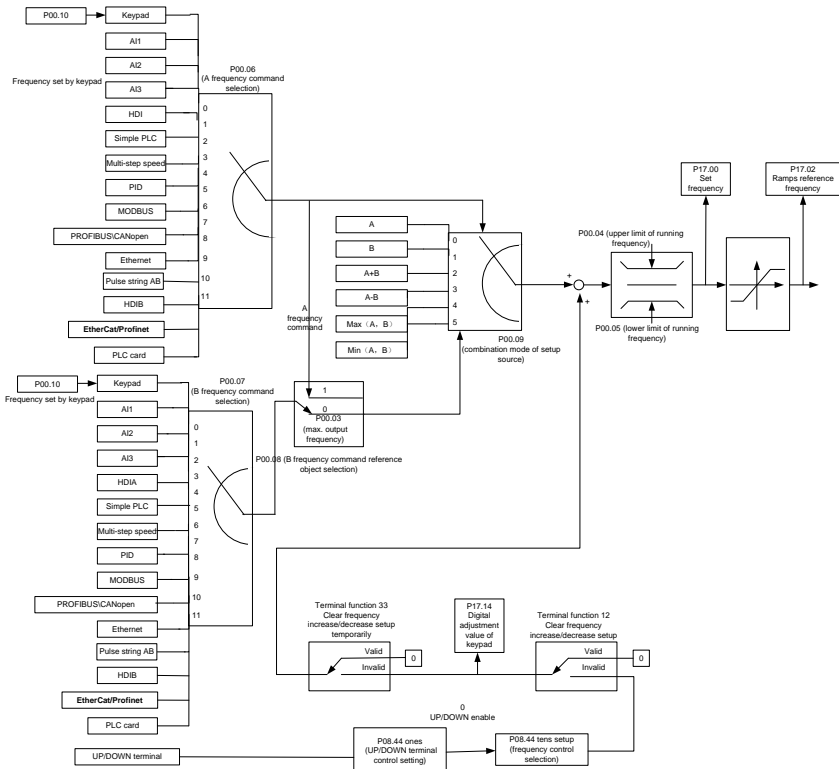 P00.10
Keypad
AI1
AI2
Frequency set by keypad
AI3
HDI
Simple PLC
Multi-step speed
PID
MODBUS
PROFIBUS\CANopen
Ethernet
Pulse string AB
HDIB
EtherCat/Profinet
PLC card
P00.06
(A frequency command
selection)
0
1
2
3
4
5
6
7
8
9
10
11
A
frequency
command
A
B
A+B
A-B
Max（A，B）
Min（A，B）
0
1
2
3
4
5
P00.09
(combination mode of setup
source)
+
+
P00.04 (upper limit of running
frequency)
P00.05 (lower limit of running
frequency)
P17.00
Set
frequency
P17.02
Ramps reference
frequency
P00.10
Frequency set by keypad
Keypad
AI1
AI2
AI3
HDIA
Simple PLC
Multi-step speed
PID
MODBUS
PROFIBUS\CANopen
Ethernet
Pulse string AB
HDIB
EtherCat/Profinet
PLC card
P00.07
(B frequency command
selection)
0
1
2
3
4
5
6
7
8
9
10
11
1
0
P00.03
(max. output
frequency)
P00.08 (B frequency command reference
object selection)
Terminal function 33
Clear frequency
increase/decrease setup
temporarily
Valid
Invalid
0
P17.14
Digital
adjustment
value of
keypad
Terminal function 12
Clear frequency
increase/decrease setup
Valid
Invalid
0
0
UP/DOWN enable
UP/DOWN terminal
P08.44 ones
(UP/DOWN terminal
control setting)
P08.44 tens setup
(frequency control
selection)